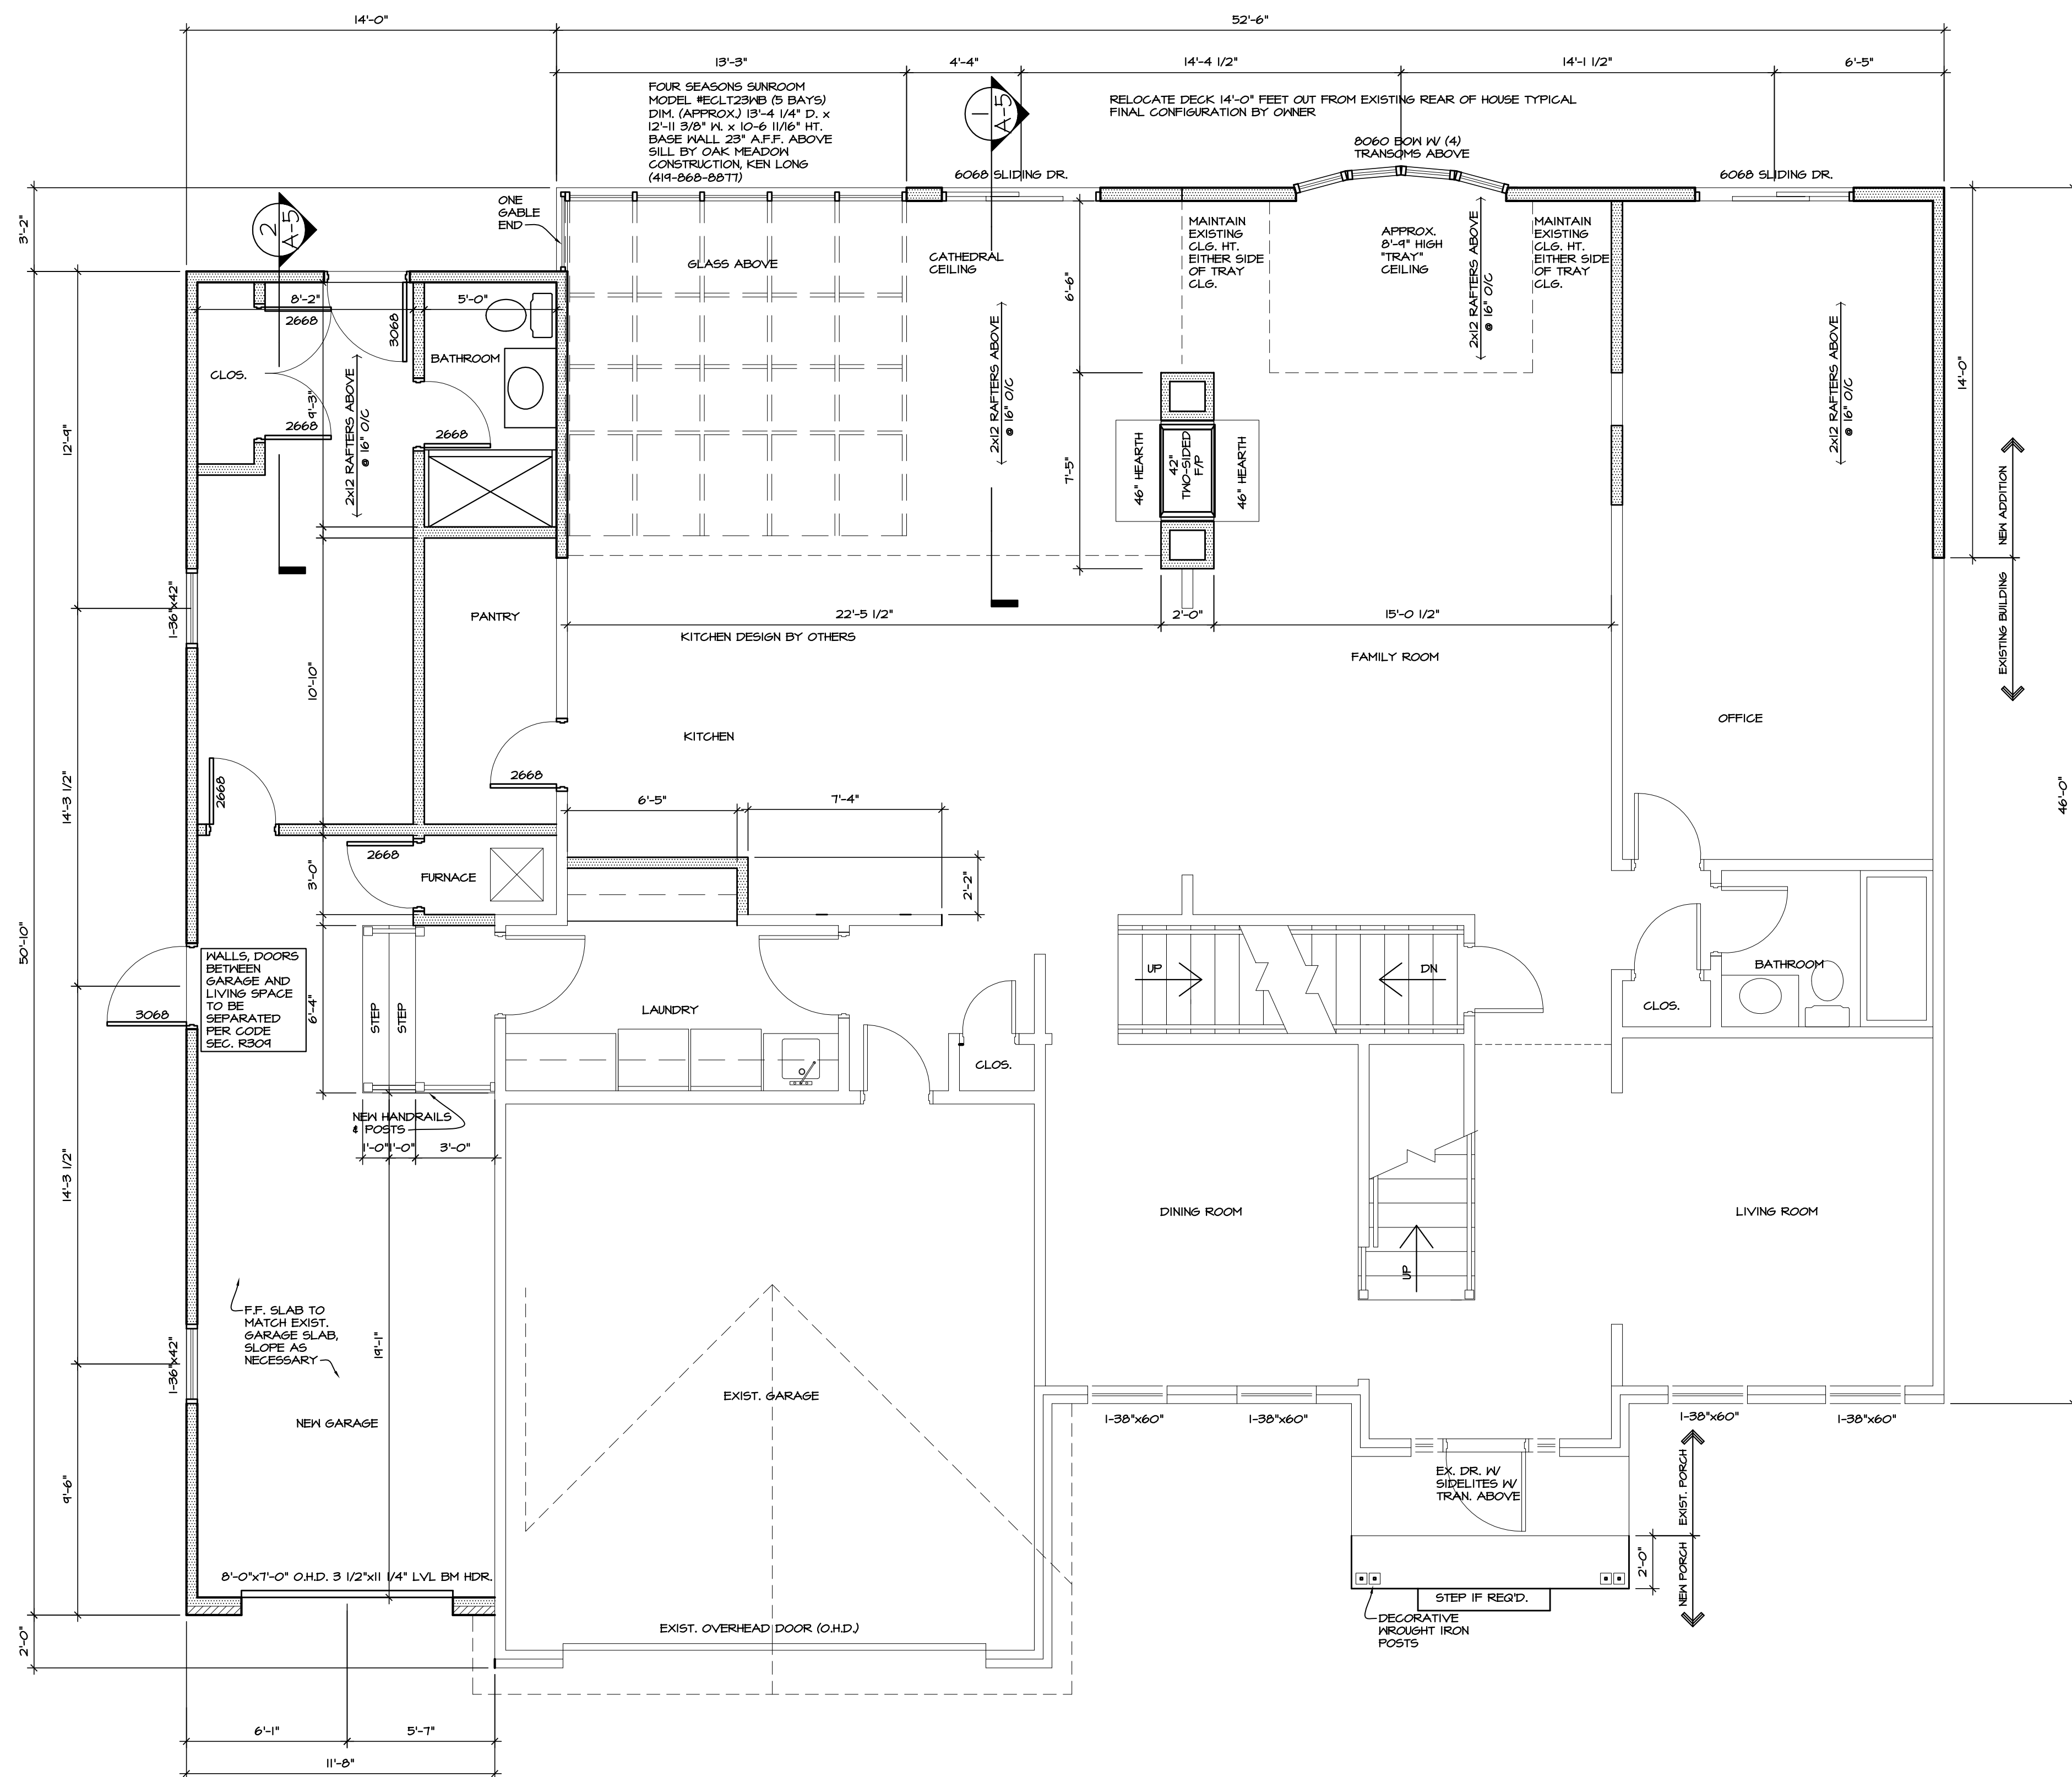 14'-0"
52'-6"
13'-3"
4'-4"
14'-4 1/2"
14'-1 1/2"
6'-5"
FOUR SEASONS SUNROOM
MODEL #ECLT23WB (5 BAYS)
DIM. (APPROX.) 13'-4 1/4" D. x
12'-11 3/8" W. x 10-6 11/16" HT.
BASE WALL 23" A.F.F. ABOVE
SILL BY OAK MEADOW
CONSTRUCTION, KEN LONG
(419-868-8877)
1
A-5
RELOCATE DECK 14'-0" FEET OUT FROM EXISTING REAR OF HOUSE TYPICAL
FINAL CONFIGURATION BY OWNER
8060 BOW W/ (4)
TRANSOMS ABOVE
6068 SLIDING DR.
6068 SLIDING DR.
3'-2"
2
A-5
ONE
GABLE
END
GLASS ABOVE
CATHEDRAL
CEILING
MAINTAIN
EXISTING
CLG. HT.
EITHER SIDE
OF TRAY
CLG.
APPROX.
8'-9" HIGH
"TRAY"
CEILING
2x12 RAFTERS ABOVE
@ 16" O/C
MAINTAIN
EXISTING
CLG. HT.
EITHER SIDE
OF TRAY
CLG.
8'-2"
5'-0"
2668
3068
BATHROOM
CLOS.
9'-3"
2x12 RAFTERS ABOVE
@ 16" O/C
2668
2668
6'-6"
2x12 RAFTERS ABOVE
@ 16" O/C
2x12 RAFTERS ABOVE
@ 16" O/C
14'-0"
12'-9"
7'-5"
46" HEARTH
42"
TWO-SIDED
F/P
46" HEARTH
NEW ADDITION
EXISTING BUILDING
1-36"x42"
PANTRY
22'-5 1/2"
2'-0"
15'-0 1/2"
KITCHEN DESIGN BY OTHERS
FAMILY ROOM
10'-10"
OFFICE
KITCHEN
2668
2668
14'-3 1/2"
46'-0"
6'-5"
7'-4"
2668
FURNACE
3'-0"
2'-2"
50'-10"
WALLS, DOORS
BETWEEN
GARAGE AND
LIVING SPACE
TO BE
SEPARATED
PER CODE
SEC. R309
3068
6'-4"
STEP
STEP
LAUNDRY
CLOS.
UP
DN
BATHROOM
CLOS.
NEW HANDRAILS
& POSTS
1'-0"
1'-0"
3'-0"
14'-3 1/2"
DINING ROOM
UP
LIVING ROOM
F.F. SLAB TO
MATCH EXIST.
GARAGE SLAB,
SLOPE AS
NECESSARY
1-36"x42"
19'-1"
EXIST. GARAGE
NEW GARAGE
1-38"x60"
1-38"x60"
1-38"x60"
1-38"x60"
9'-6"
EX. DR. W/
SIDELITES W/
TRAN. ABOVE
EXIST. PORCH
NEW PORCH
2'-0"
8'-0"x7'-0" O.H.D. 3 1/2"x11 1/4" LVL BM HDR.
STEP IF REQ'D.
DECORATIVE
WROUGHT IRON
POSTS
EXIST. OVERHEAD DOOR (O.H.D.)
2'-0"
6'-1"
5'-7"
11'-8"